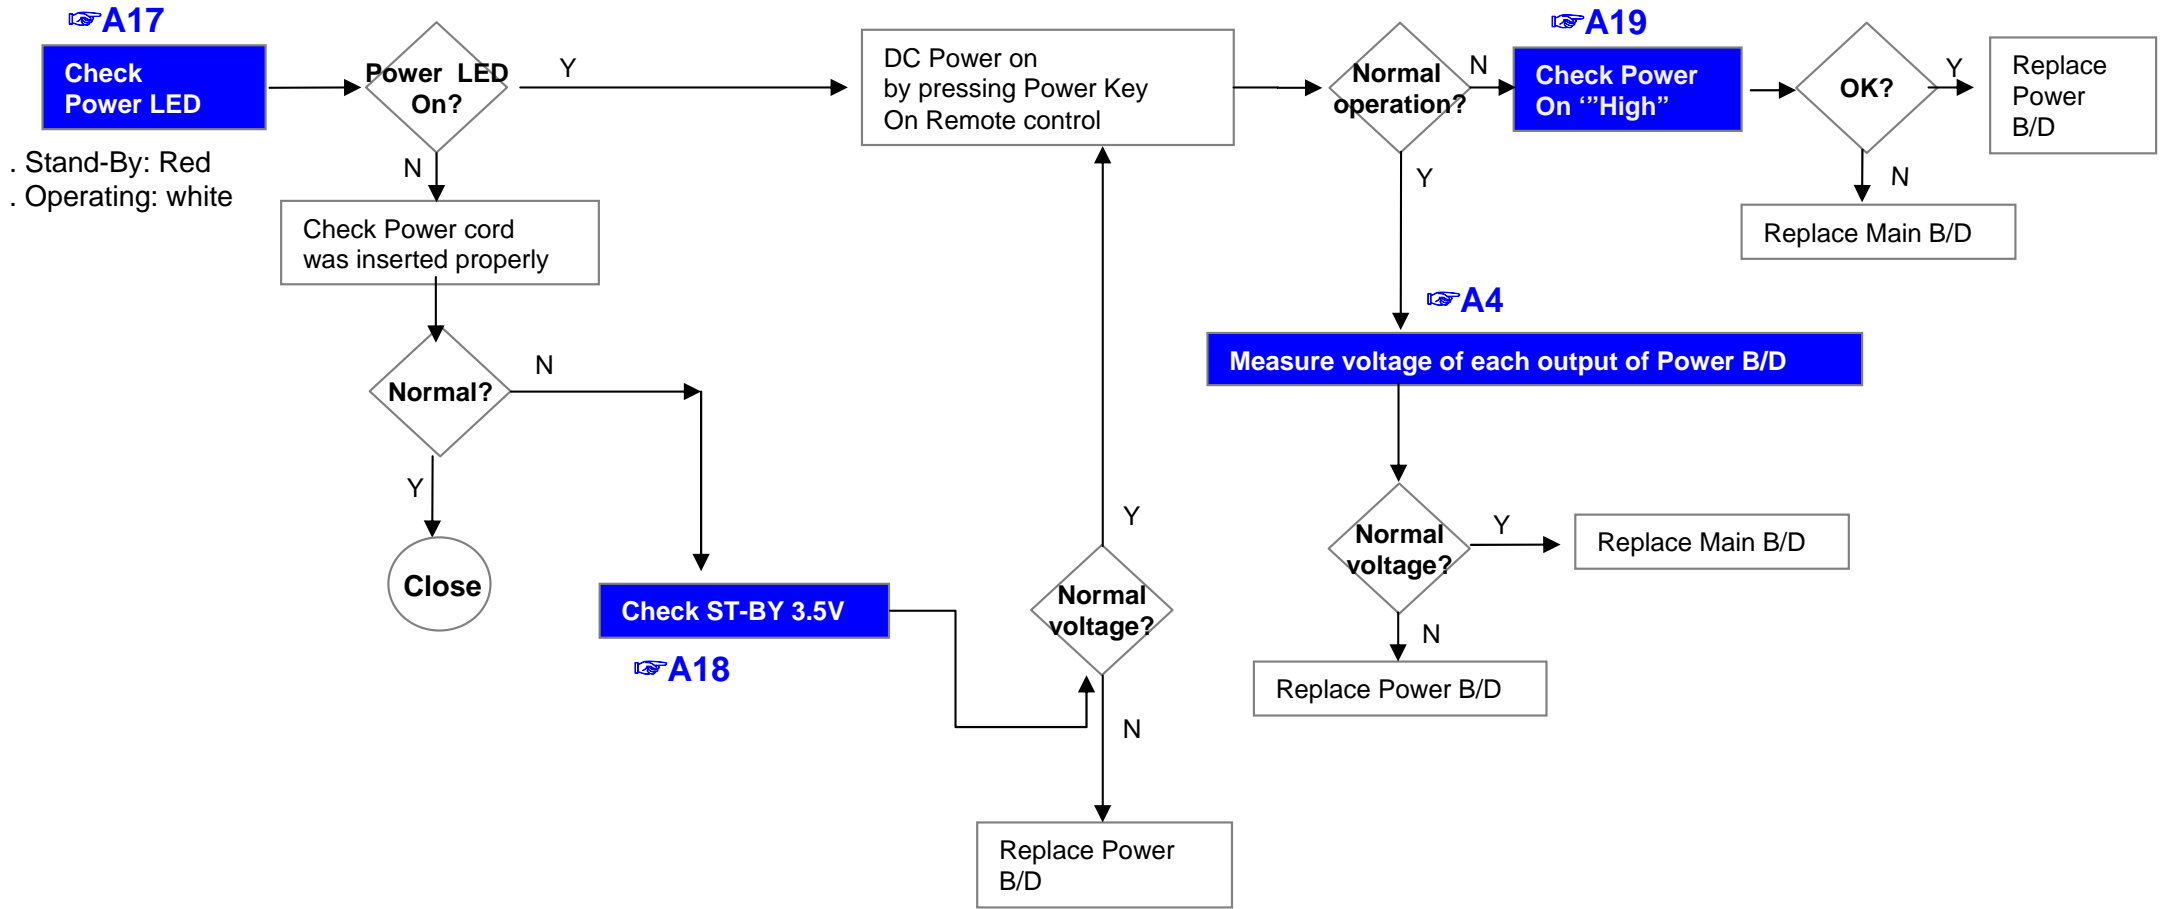 ☞A17
Check
Power LED
. Stand-By: Red
. Operating: white
Power LED
On?
Y
N
Check Power cord
was inserted properly
Normal?
N
Y
Close
Check ST-BY 3.5V
☞A18
DC Power on
by pressing Power Key
On Remote control
Y
Normal
voltage?
N
Replace Power
B/D
Normal
operation?
N
Y
☞A19
Check Power
On ‘”High”
OK?
Y
Replace
Power
B/D
N
Replace Main B/D
☞A4
Measure voltage of each output of Power B/D
Normal
voltage?
Y
Replace Main B/D
N
Replace Power B/D